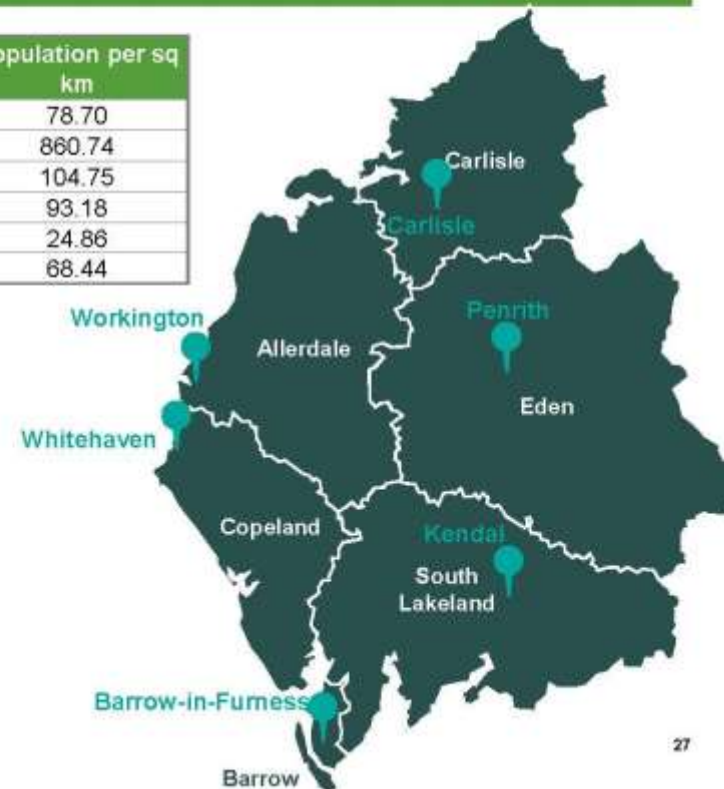 opulation per sq
km
78.70
860.74
104.75
93.18
24.86
68.44
Carlisle
Carlisle
Workington
Penrith
Allerdale
Eden
Whitehaven
Copeland
Kendal
South
Lakeland
Barrow-in-Furness
27
Barrow